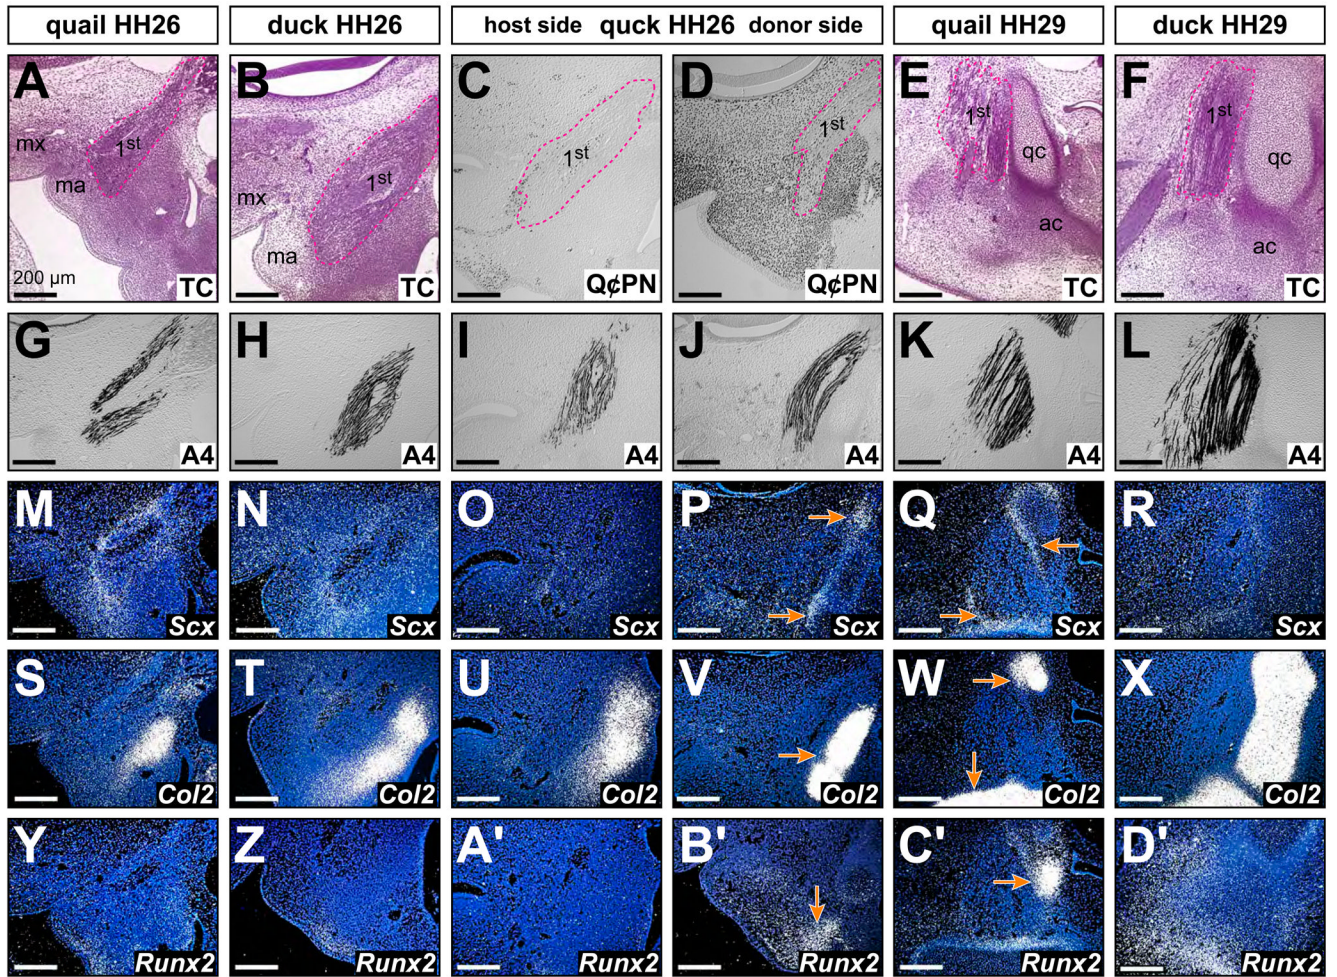 quail HH26
duck HH26
host side quck HH26 donor side
quail HH29
duck HH29
A
mx
1st
ma
200 µm
TC
B
1st
mx
ma
TC
C
1st
Q¢PN
D
1st
Q¢PN
E
1st
qc
ac
TC
F
1st
qc
ac
TC
G
A4
H
A4
I
A4
J
A4
K
A4
L
A4
M
Scx
N
Scx
O
Scx
P
Scx
Q
Scx
R
Scx
S
Col2
T
Col2
U
Col2
V
Col2
W
Col2
X
Col2
Y
Runx2
Z
Runx2
A'
Runx2
B'
Runx2
C'
Runx2
D'
Runx2